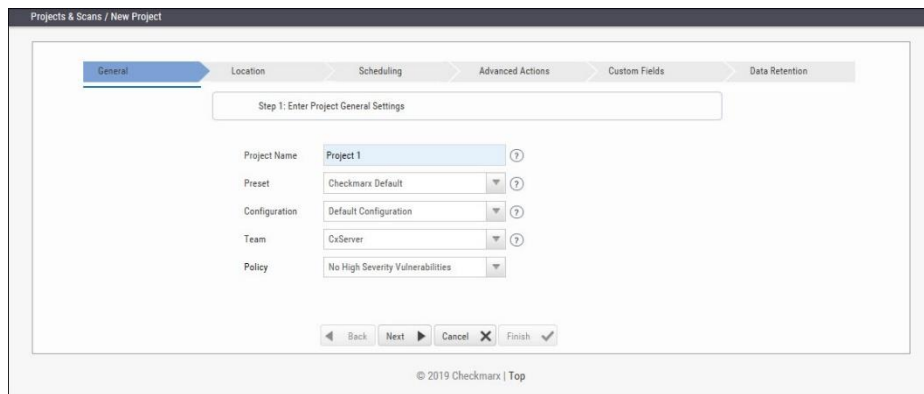 Projects & Scans / New Project
General Location Scheduling Advanced Actions Custom Fields Data Retention
Step 1: Enter Project General Settings
Project Name Project 1 ?
Preset Checkmarx Default ?
Configuration Default Configuration ?
Team CxServer ?
Policy No High Severity Vulnerabilities
Back Next Cancel Finish
© 2019 Checkmarx | Top